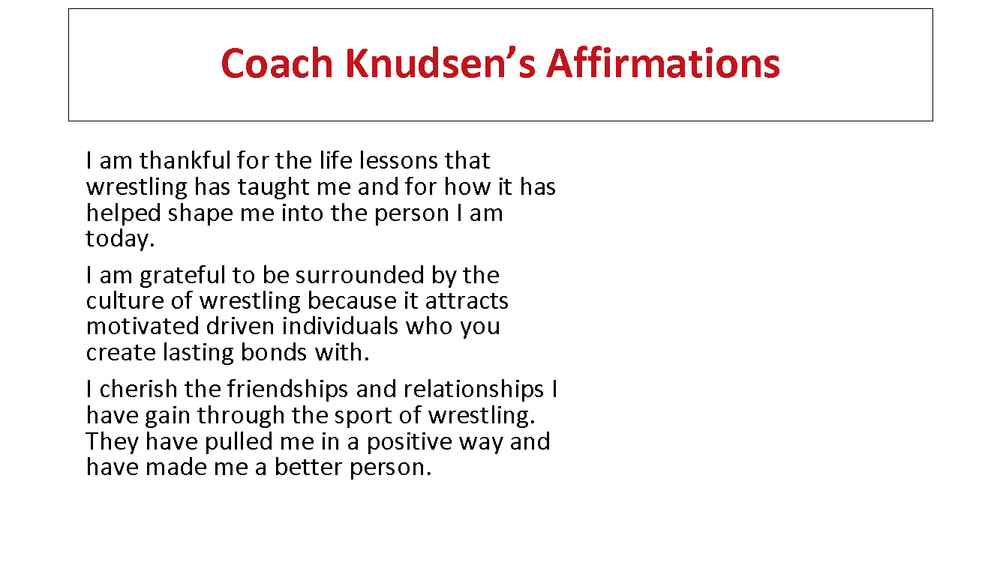 Coach Knudsen’s Affirmations
I am thankful for the life lessons that
wrestling has taught me and for how it has
helped shape me into the person I am
today.
I am grateful to be surrounded by the
culture of wrestling because it attracts
motivated driven individuals who you
create lasting bonds with.
I cherish the friendships and relationships I
have gain through the sport of wrestling.
They have pulled me in a positive way and
have made me a better person.